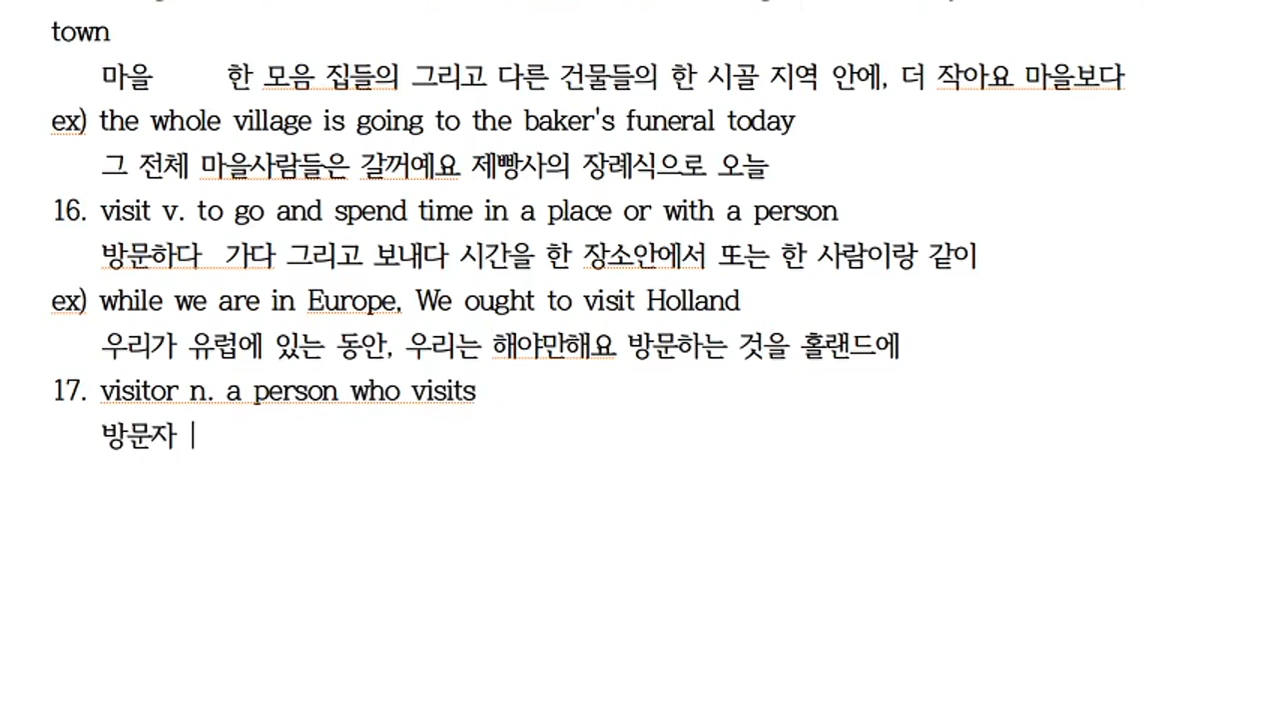 town
마을 한 모음 집들의 그리고 다른 건물들의 한 시골 지역 안에, 더 작아요 마을보다
ex) the whole village is going to the baker's funeral today
그 전체 마을사람들은 갈꺼예요 제빵사의 장례식으로 오늘
16. visit v. to go and spend time in a place or with a person
방문하다 가다 그리고 보내다 시간을 한 장소안에서 또는 한 사람이랑 같이
ex) while we are in Europe, We ought to visit Holland
우리가 유럽에 있는 동안, 우리는 해야만해요 방문하는 것을 홀랜드에
17. visitor n. a person who visits
방문자